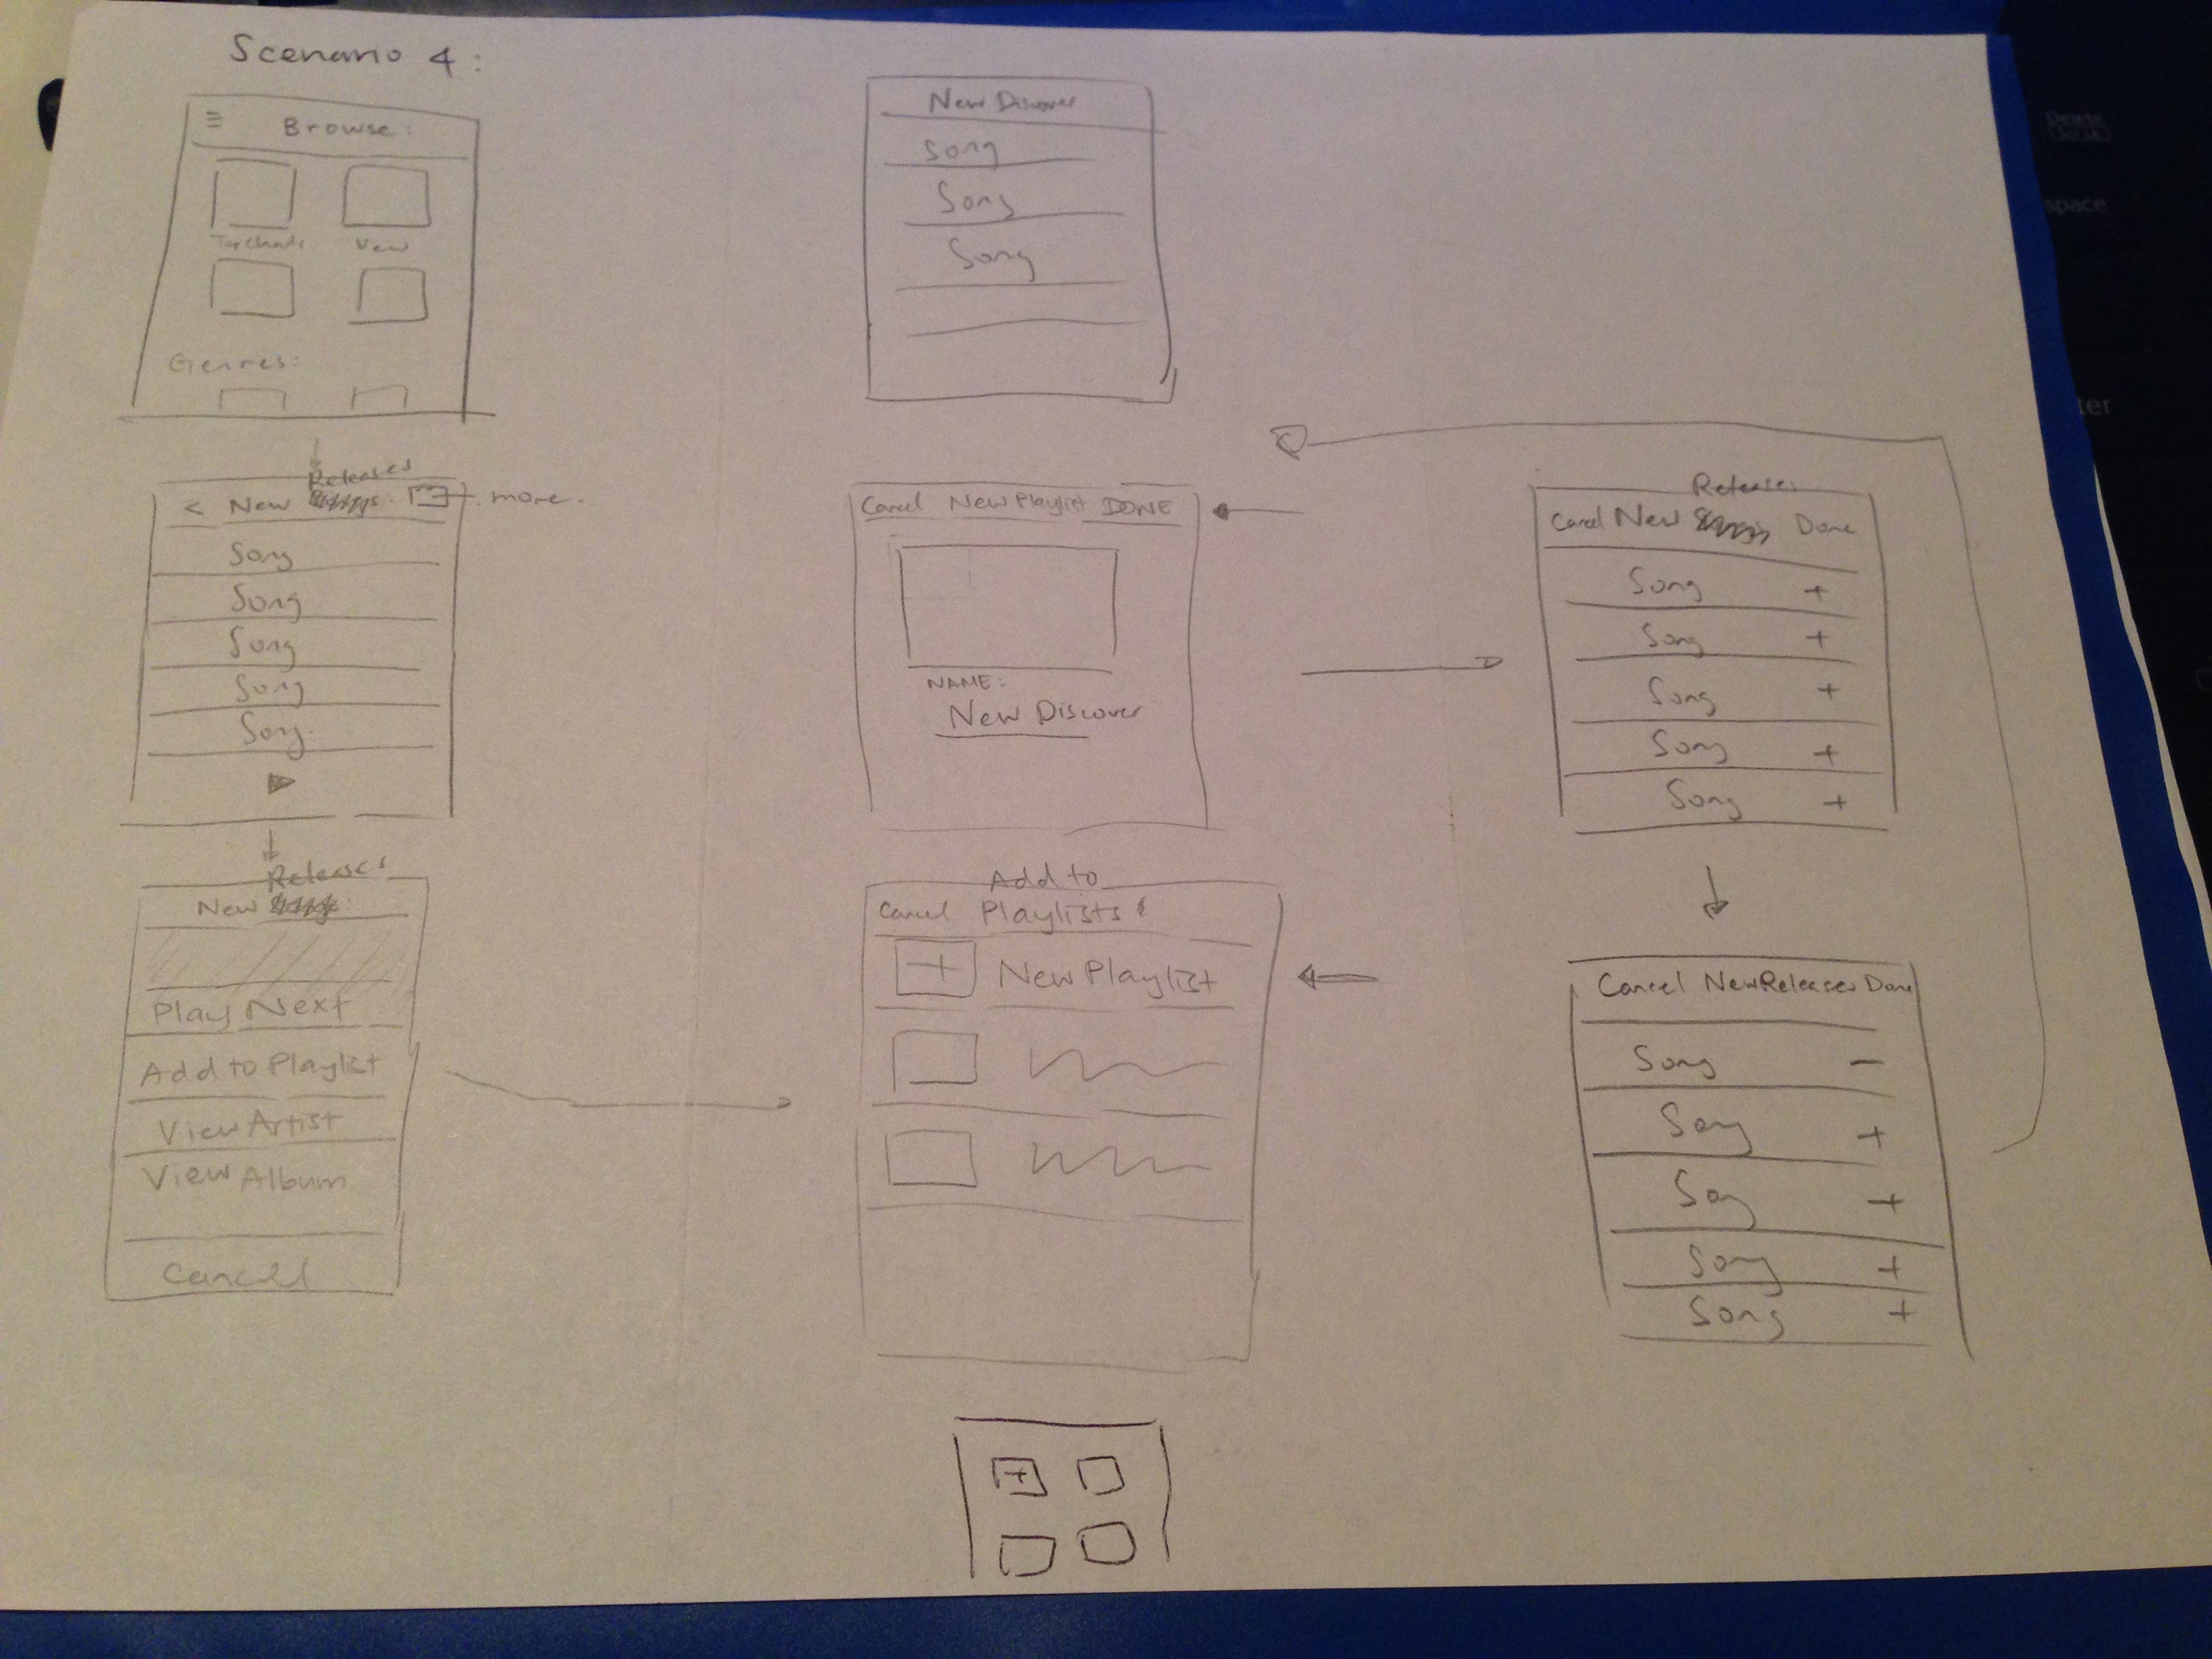 Scenario 4:
Browse:
Top Charts
New
Genres:
Releases
< New
more.
Song
Song
Song
Song
Song
Releases
New
Play Next
Add to Playlist
View Artist
View Album
Cancel
New Discover
Song
Song
Song
Cancel New Playlist DONE
NAME:
New Discover
Add to
Cancel Playlists
+ New Playlist
+
Releases
Cancel New Done
Song +
Song +
Song +
Song +
Song +
Cancel New Releases Done
Song -
Song +
Song +
Song +
Song +
Delete
space
ter